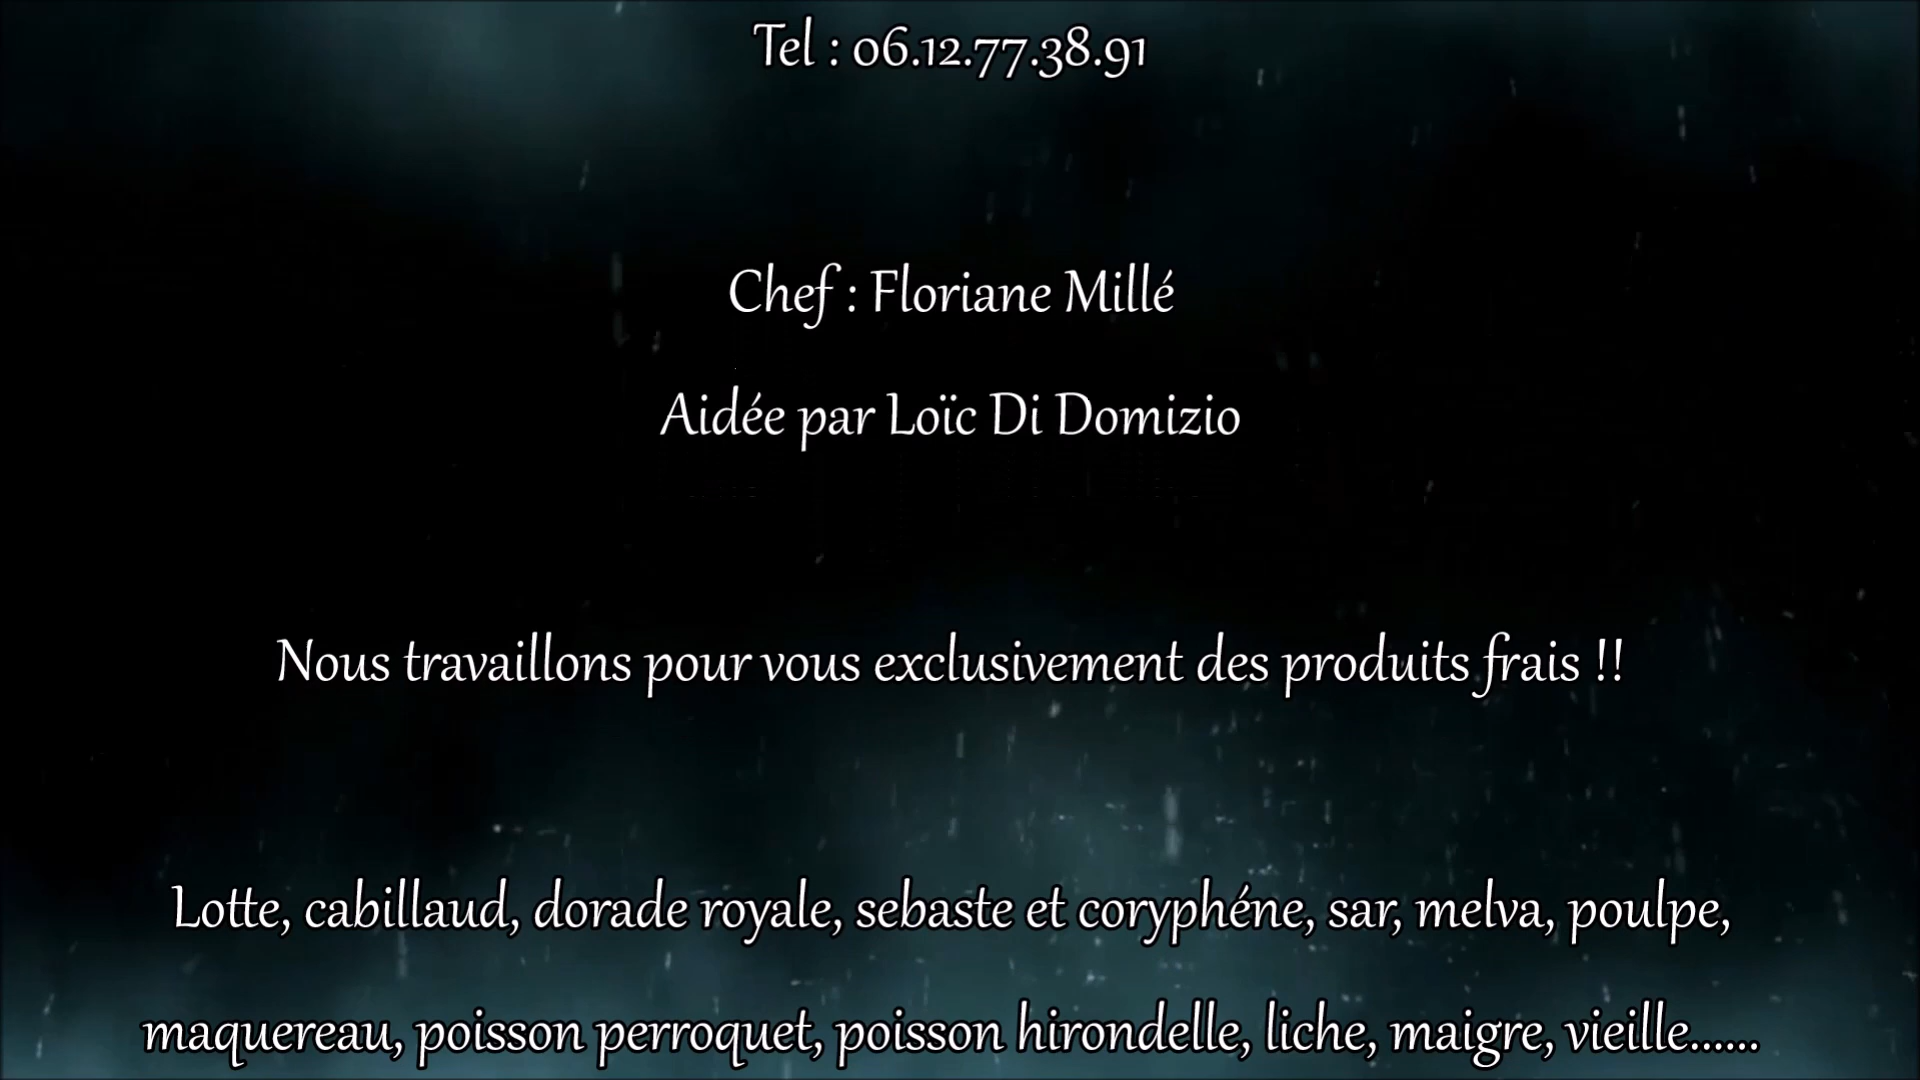 Tel : 06.12.77.38.91
Chef : Floriane Millé
Aidée par Loïc Di Domizio
Nous travaillons pour vous exclusivement des produits frais !!
Lotte, cabillaud, dorade royale, sebaste et coryphéne, sar, melva, poulpe,
maquereau, poisson perroquet, poisson hirondelle, liche, maigre, vieille......